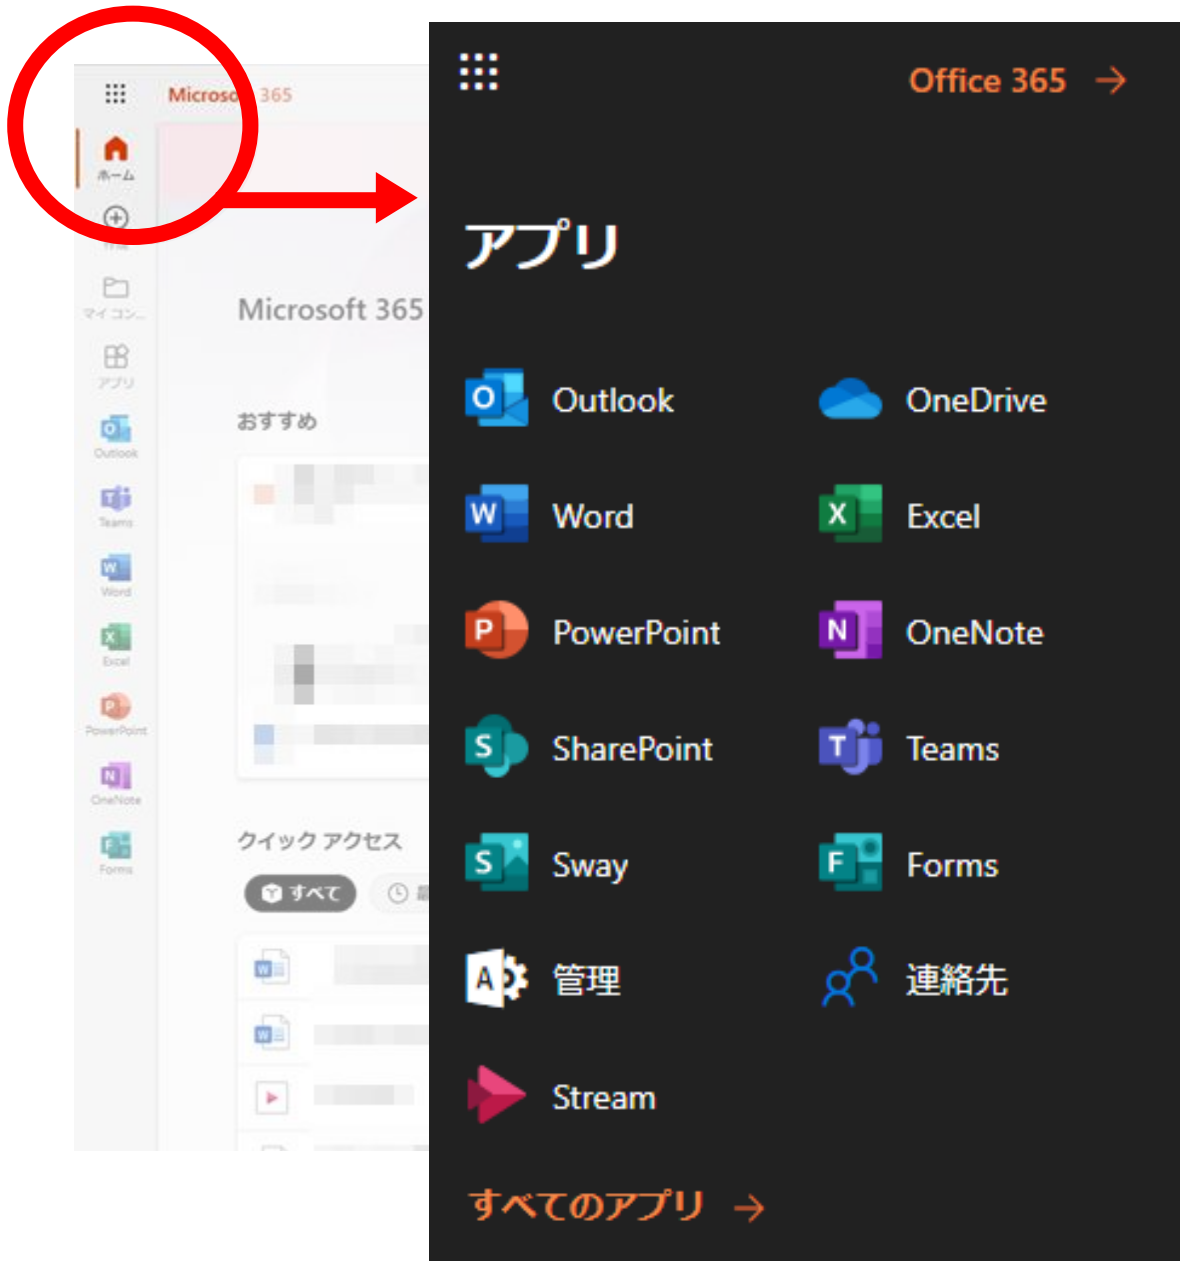 Microsoft 365
ホーム
作成
マイ コン...
アプリ
Outlook
Teams
Word
Excel
PowerPoint
OneNote
Forms
Microsoft 365
おすすめ
クイック アクセス
すべて
Office 365 →
アプリ
Outlook
OneDrive
Word
Excel
PowerPoint
OneNote
SharePoint
Teams
Sway
Forms
管理
連絡先
Stream
すべてのアプリ →